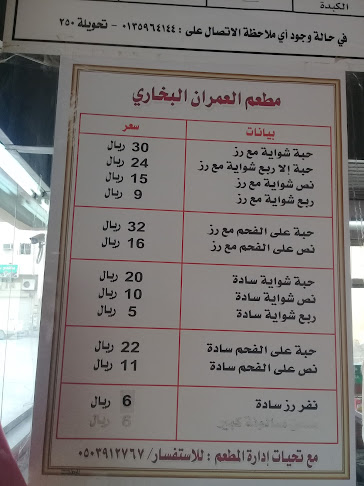 الكبدة
في حالة وجود أي ملاحظة الاتصال على : ٠١٣٥٩٦٤١٤٤ - تحويلة ٢٥٠
مطعم العمران البخاري
بيانات سعر
حبة شواية مع رز 30 ريال
حبة إلا ربع شواية مع رز 24 ريال
نص شواية مع رز 15 ريال
ربع شواية مع رز 9 ريال
حبة على الفحم مع رز 32 ريال
نص على الفحم مع رز 16 ريال
حبة شواية سادة 20 ريال
نص شواية سادة 10 ريال
ربع شواية سادة 5 ريال
حبة على الفحم سادة 22 ريال
نص على الفحم سادة 11 ريال
نفر رز سادة 6 ريال
مع تحيات إدارة المطعم : للاستفسار/ ٠٥٠٣٩١٢٧٦٧